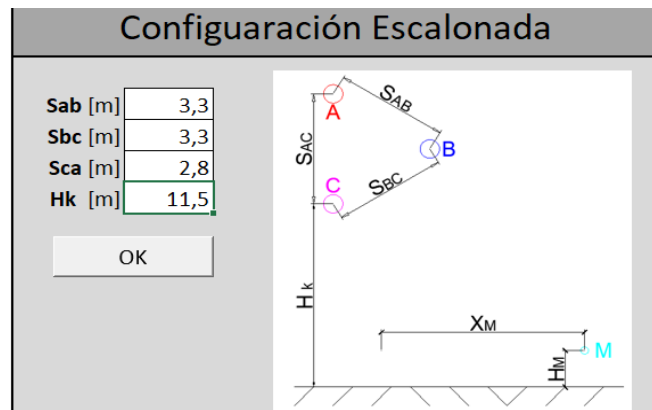 Configuaración Escalonada
Sab [m] 3,3
Sbc [m] 3,3
Sca [m] 2,8
Hk [m] 11,5
OK
SAB
A
SAC
B
C
SBC
Hk
XM
M
HM